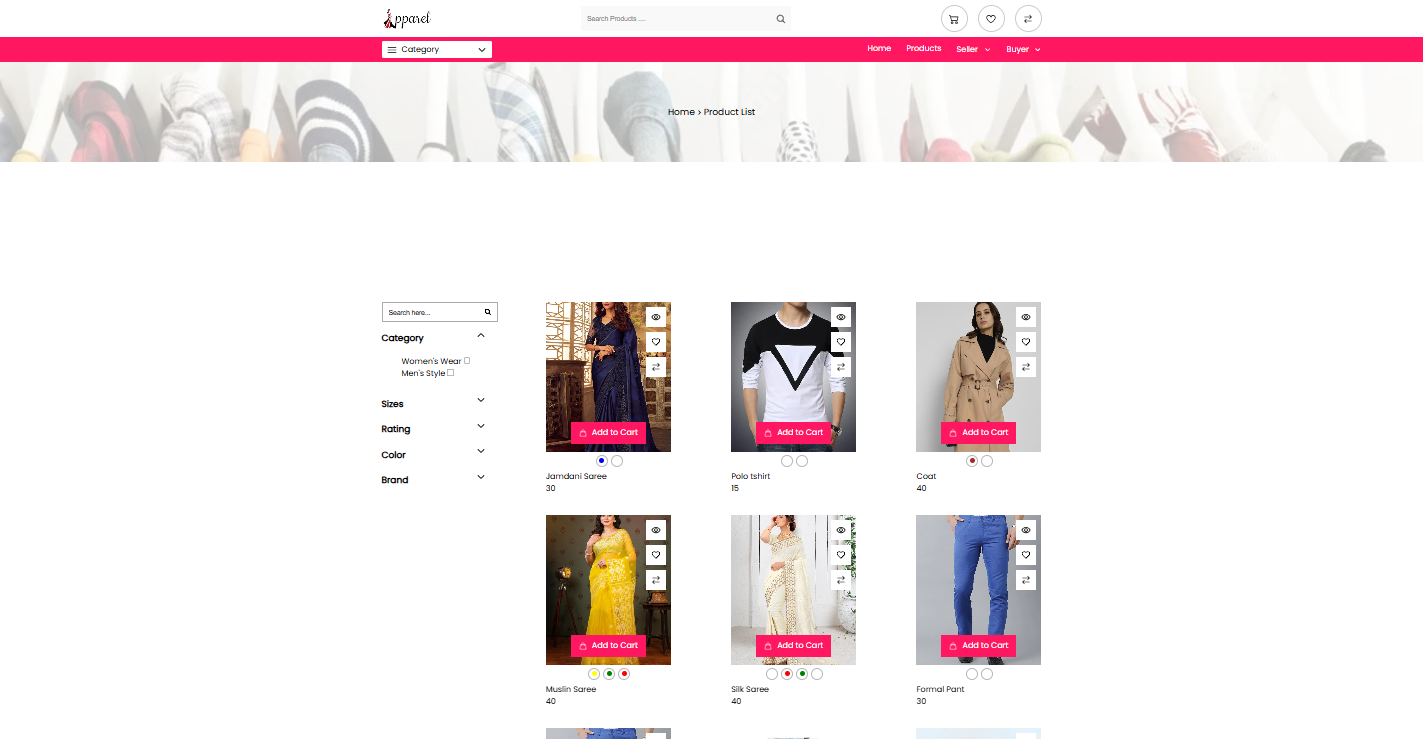 Apparel
Search Products ....
Category
Home Products Seller Buyer
Home > Product List
Search here...
Category
Women's Wear
Men's Style
Sizes
Rating
Color
Brand
Add to Cart Add to Cart Add to Cart
Jamdani Saree Polo tshirt Coat
30 15 40
Add to Cart Add to Cart Add to Cart
Muslin Saree Silk Saree Formal Pant
40 40 30